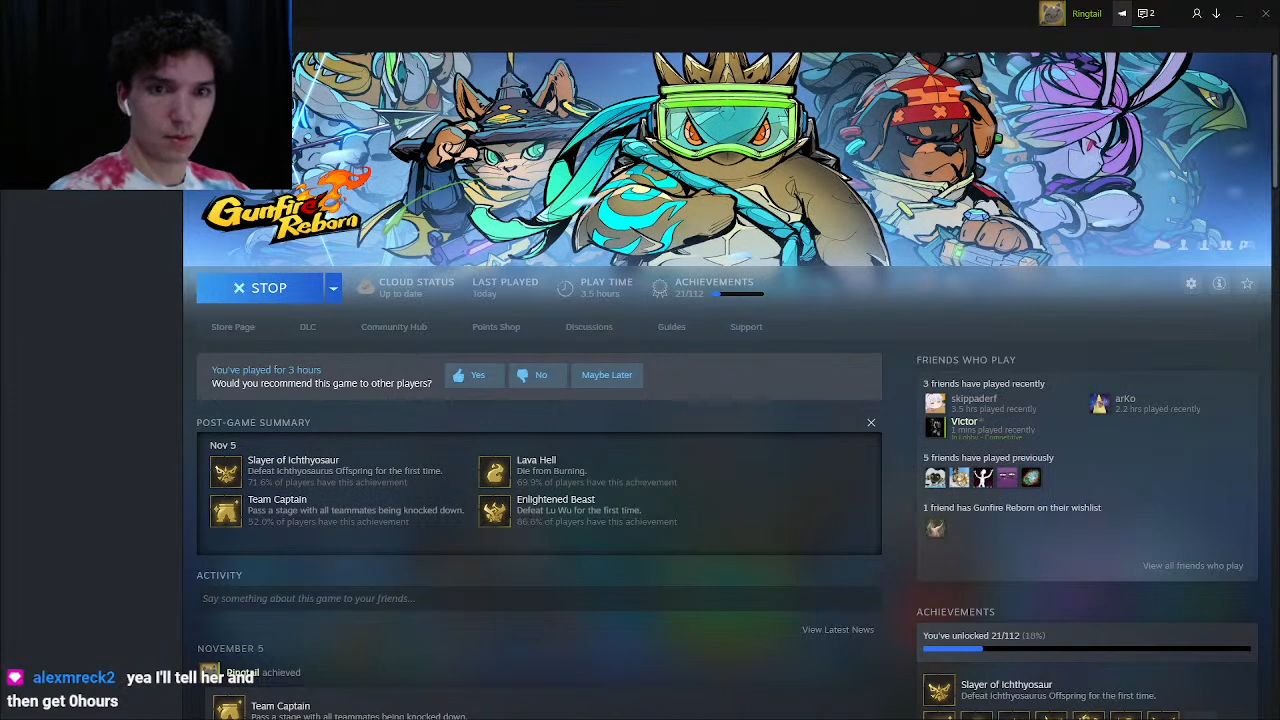 Ringtail
2
Gunfire
Reborn
STOP
CLOUD STATUS
Up to date
LAST PLAYED
Today
PLAY TIME
3.5 hours
ACHIEVEMENTS
21/112
Store Page
DLC
Community Hub
Points Shop
Discussions
Guides
Support
You've played for 3 hours
Would you recommend this game to other players?
Yes
No
Maybe Later
POST-GAME SUMMARY
Nov 5
Slayer of Ichthyosaur
Defeat Ichthyosaurus Offspring for the first time.
71.6% of players have this achievement
Lava Hell
Die from Burning.
69.9% of players have this achievement
Team Captain
Pass a stage with all teammates being knocked down.
52.0% of players have this achievement
Enlightened Beast
Defeat Lu Wu for the first time.
86.6% of players have this achievement
ACTIVITY
Say something about this game to your friends...
View Latest News
NOVEMBER 5
Ringtail achieved
Team Captain
Pass a stage with all teammates being knocked down.
FRIENDS WHO PLAY
3 friends have played recently
skippaderf
3.5 hrs played recently
arKo
2.2 hrs played recently
Victor
1 mins played recently
In Lobby - Competitive
5 friends have played previously
1 friend has Gunfire Reborn on their wishlist
View all friends who play
ACHIEVEMENTS
You've unlocked 21/112 (18%)
Slayer of Ichthyosaur
Defeat Ichthyosaurus Offspring for the first time.
alexmreck2 yea I'll tell her and
then get 0hours